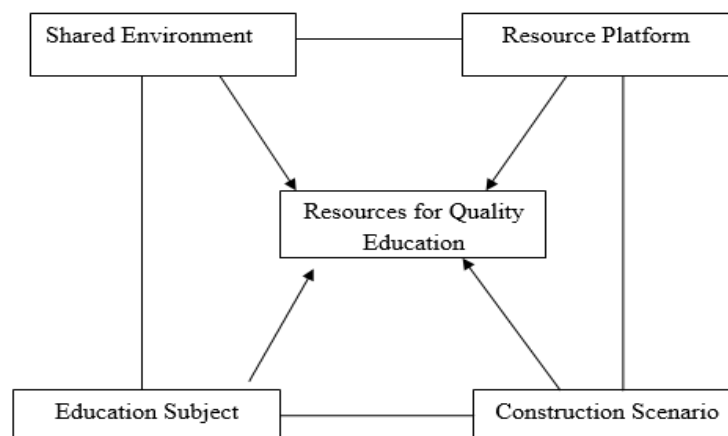 Shared Environment
Resource Platform
Resources for Quality
Education
Education Subject
Construction Scenario